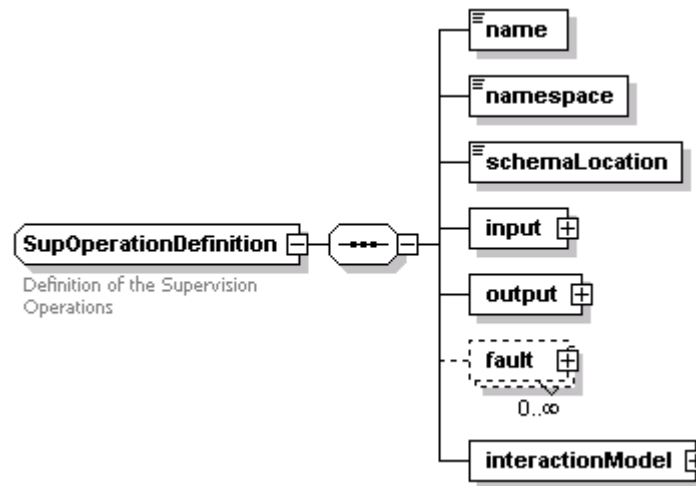 name
namespace
schemaLocation
input
SupOperationDefinition
Definition of the Supervision
Operations
output
fault
0..∞
interactionModel